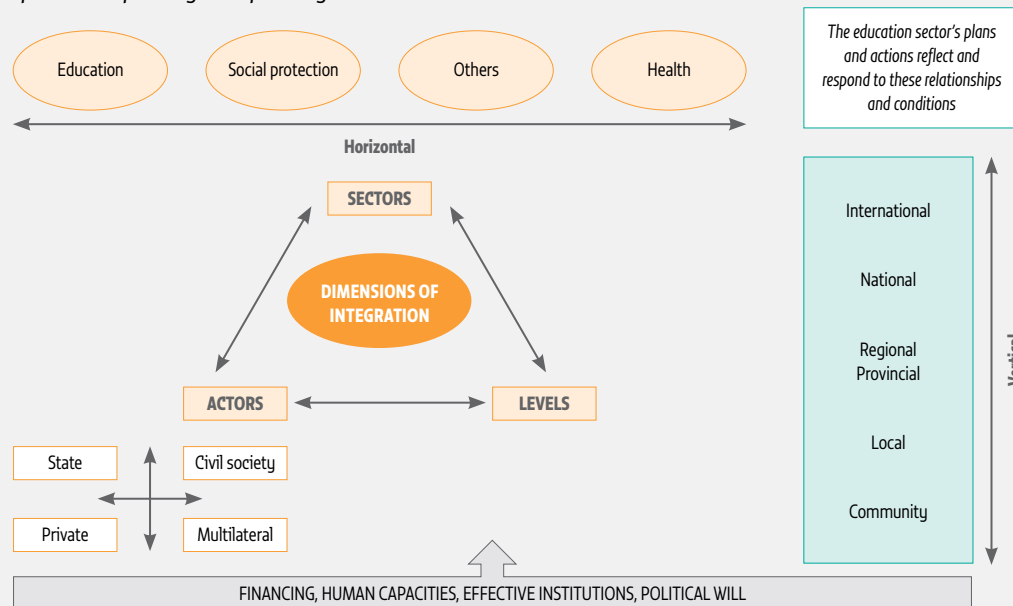 Education
Social protection
Others
Health
Horizontal
The education sector's plans
and actions reflect and
respond to these relationships
and conditions
SECTORS
DIMENSIONS OF
INTEGRATION
ACTORS
LEVELS
State
Civil society
Private
Multilateral
International
National
Regional
Provincial
Local
Community
FINANCING, HUMAN CAPACITIES, EFFECTIVE INSTITUTIONS, POLITICAL WILL